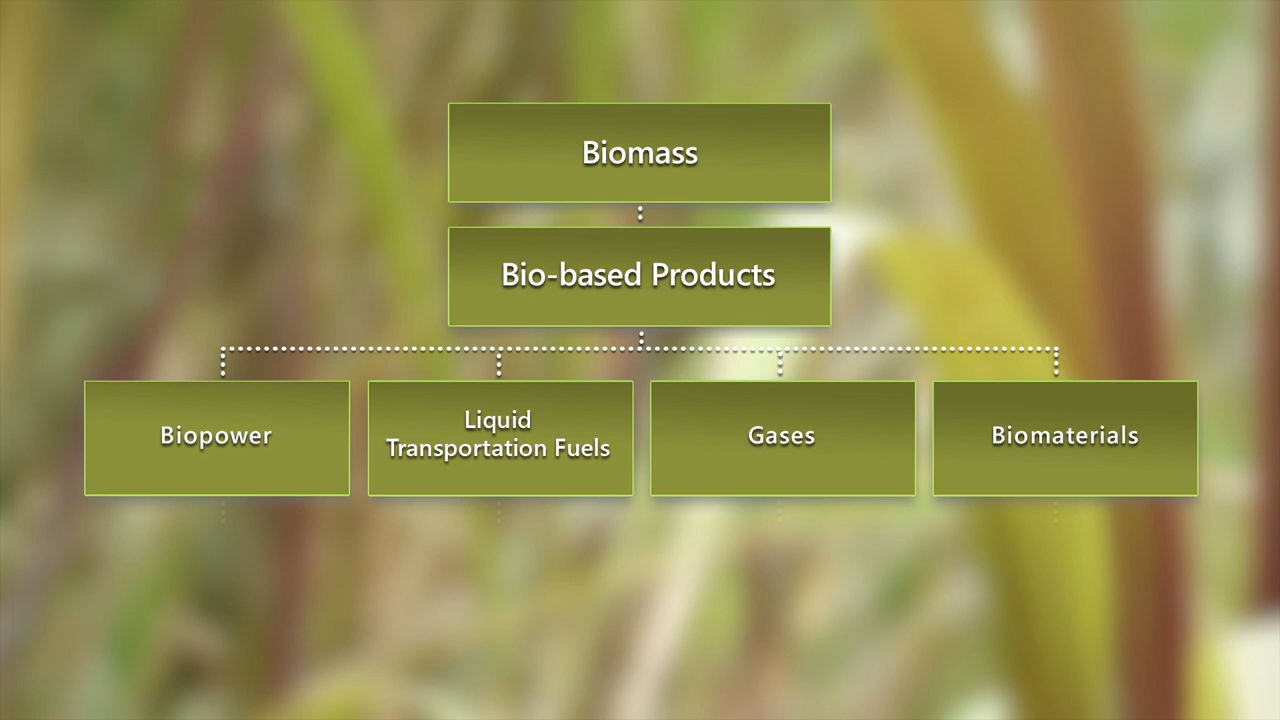 Biomass
Bio-based Products
Biopower
Liquid
Transportation Fuels
Gases
Biomaterials